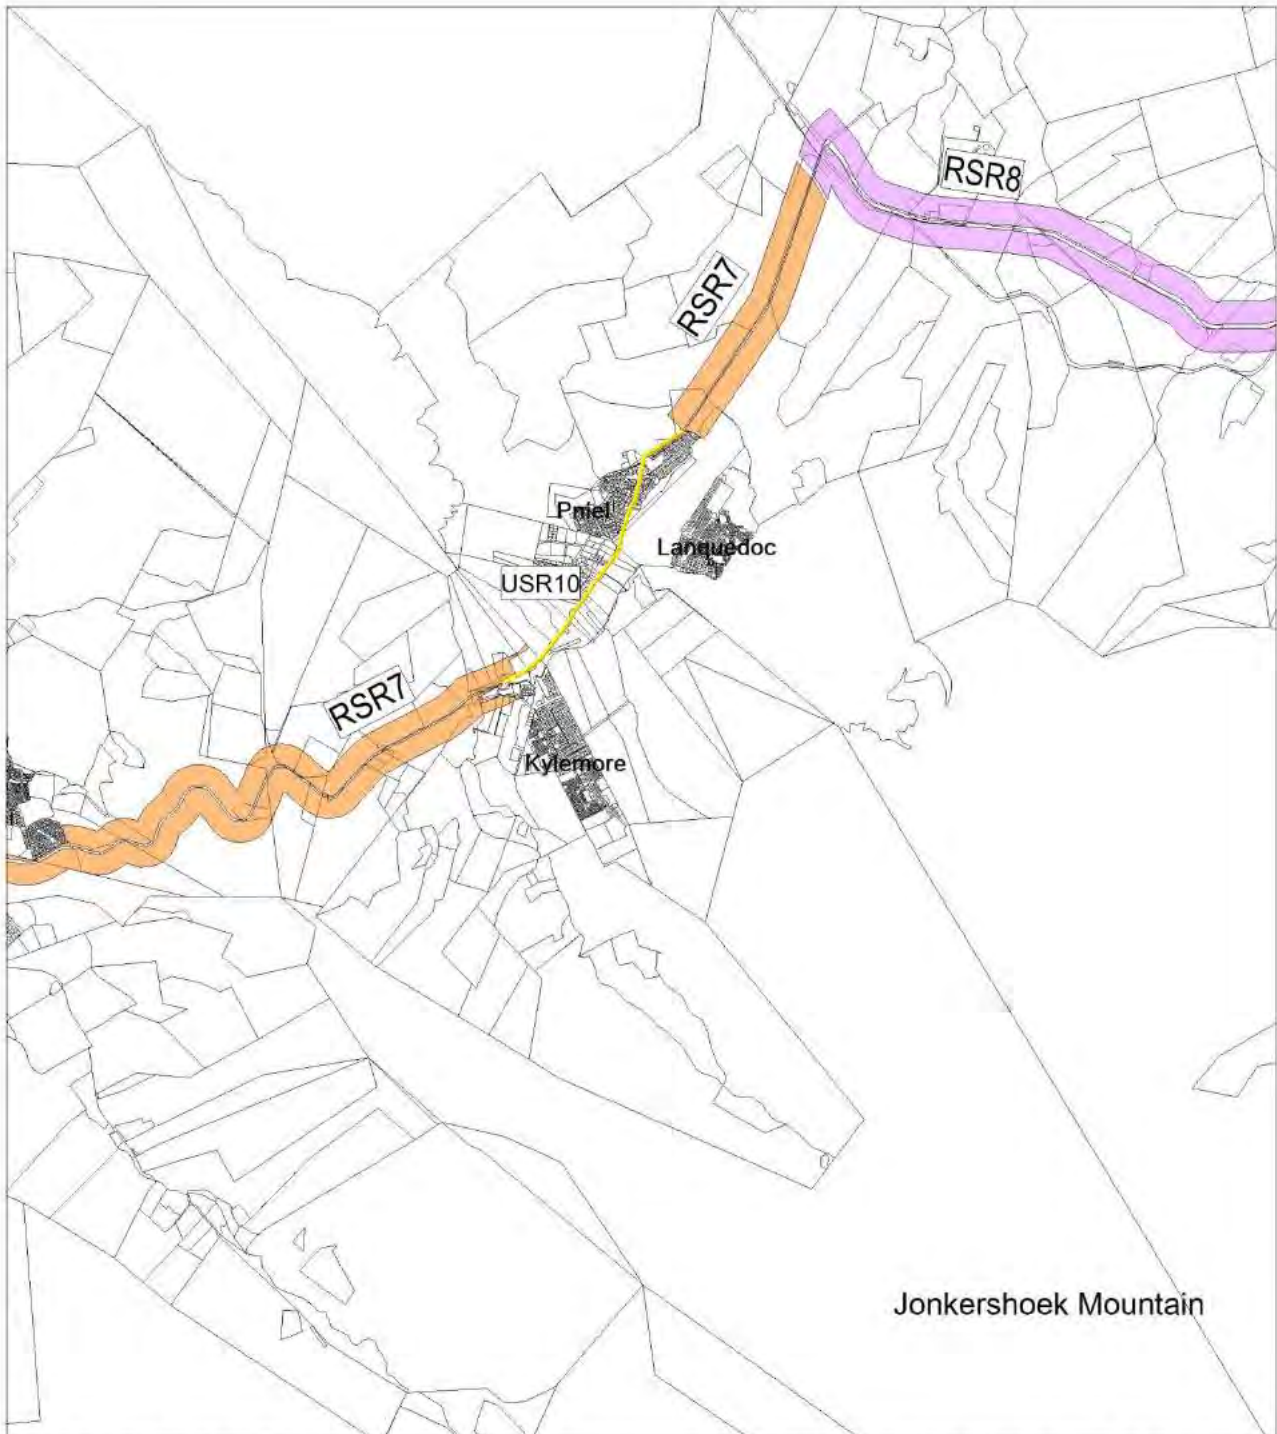 RSR8
RSR7
Pniel
Lanquedoc
USR10
RSR7
Kylemore
Jonkershoek Mountain